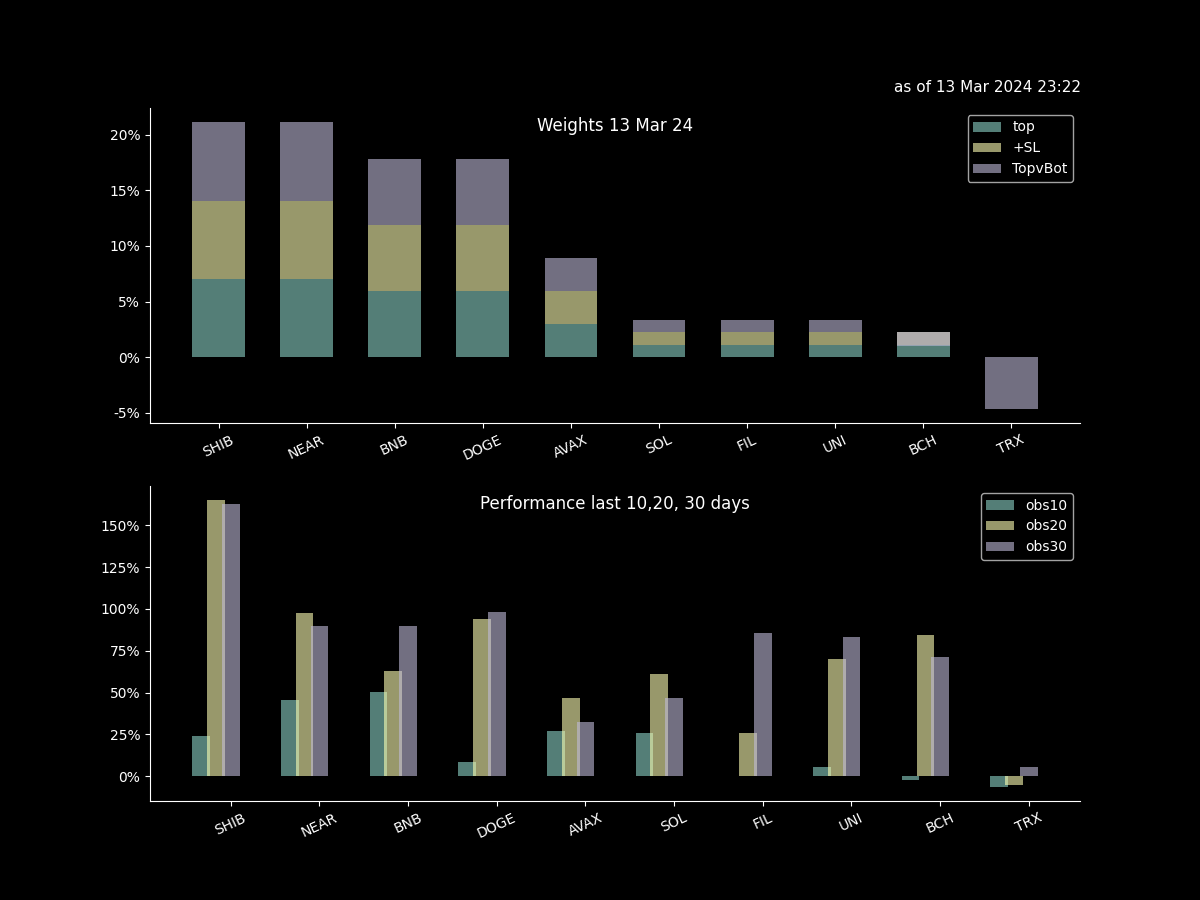 as of 13 Mar 2024 23:22
Weights 13 Mar 24
top
+SL
TopvBot
20%
15%
10%
5%
0%
-5%
SHIB NEAR BNB DOGE AVAX SOL FIL UNI BCH TRX
Performance last 10,20, 30 days
obs10
obs20
obs30
150%
125%
100%
75%
50%
25%
0%
SHIB NEAR BNB DOGE AVAX SOL FIL UNI BCH TRX